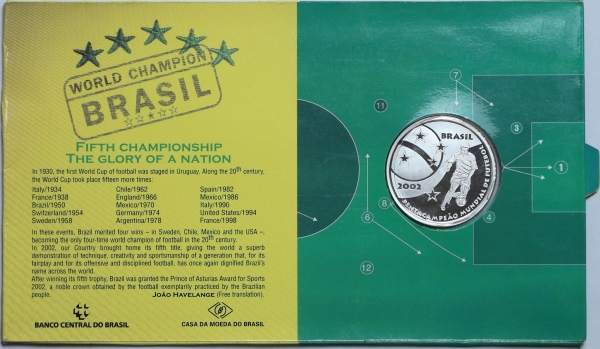 WORLD CHAMPION
BRASIL
FIFTH CHAMPIONSHIP
THE GLORY OF A NATION
In 1930, the first World Cup of football was staged in Uruguay. Along the 20th century,
the World Cup took place fifteen more times:
Italy/1934 Chile/1962 Spain/1982
France/1938 England/1966 Mexico/1986
Brazil/1950 Mexico/1970 Italy/1990
Switzerland/1954 Germany/1974 United States/1994
Sweden/1958 Argentina/1978 France/1998
In these events, Brazil merited four wins – in Sweden, Chile, Mexico and the USA –,
becoming the only four-time world champion of football in the 20th century.
In 2002, our Country brought home its fifth title, giving the world a superb
demonstration of technique, creativity and sportsmanship of a generation that, for its
fairplay and for its offensive and disciplined football, has once again dignified Brazil's
name across the world.
After winning its fifth trophy, Brazil was granted the Prince of Asturias Award for Sports
2002, a noble crown obtained by the football exemplarily practiced by the Brazilian
people.
JOÃO HAVELANGE (Free translation).
BANCO CENTRAL DO BRASIL
CASA DA MOEDA DO BRASIL
7
11
3
1
BRASIL
2002
PENTACAMPEÃO MUNDIAL DE FUTEBOL
6
8
4
12